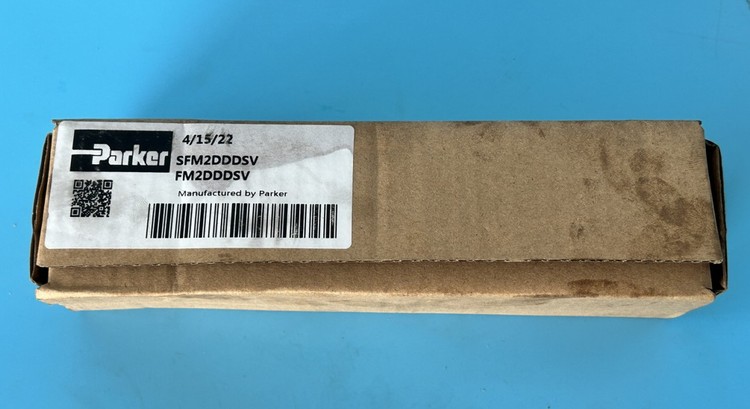 Parker
4/15/22
SFM2DDDSV
FM2DDDSV
Manufactured by Parker